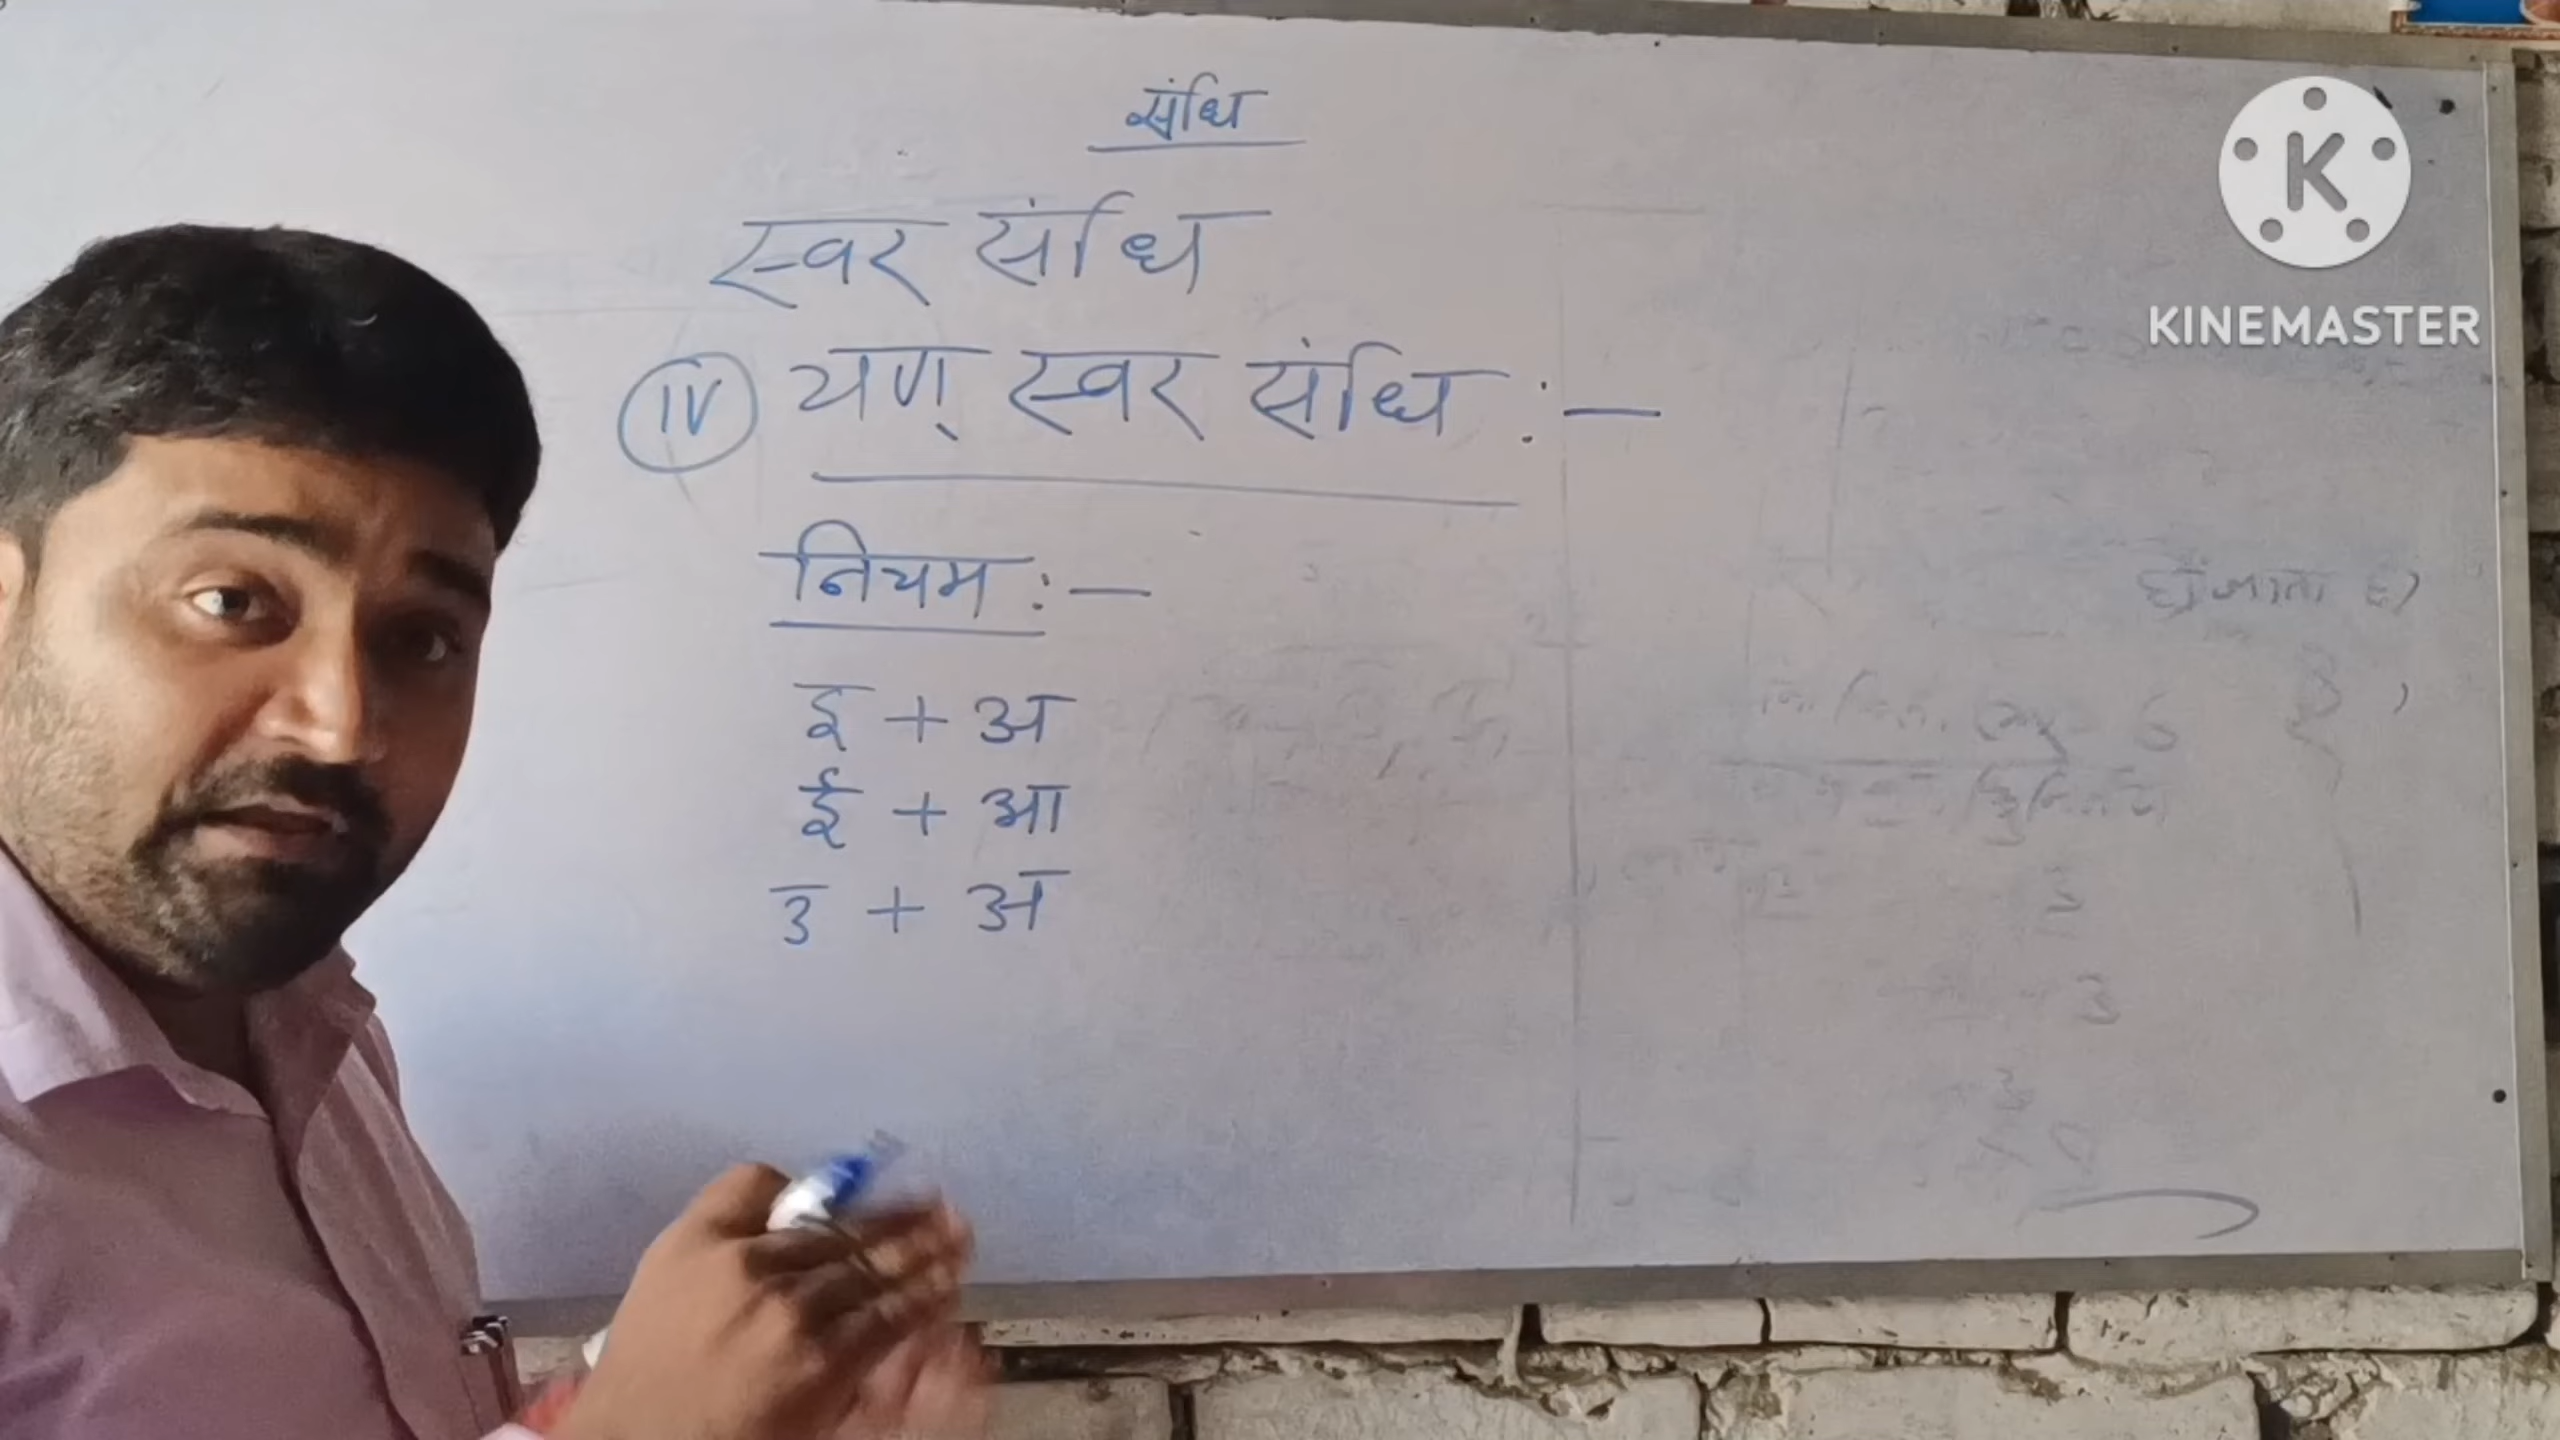 संधि
स्वर संधि
IV यण् स्वर संधि :-
नियम :-
इ + अ
ई + आ
उ + अ
K
KINEMASTER